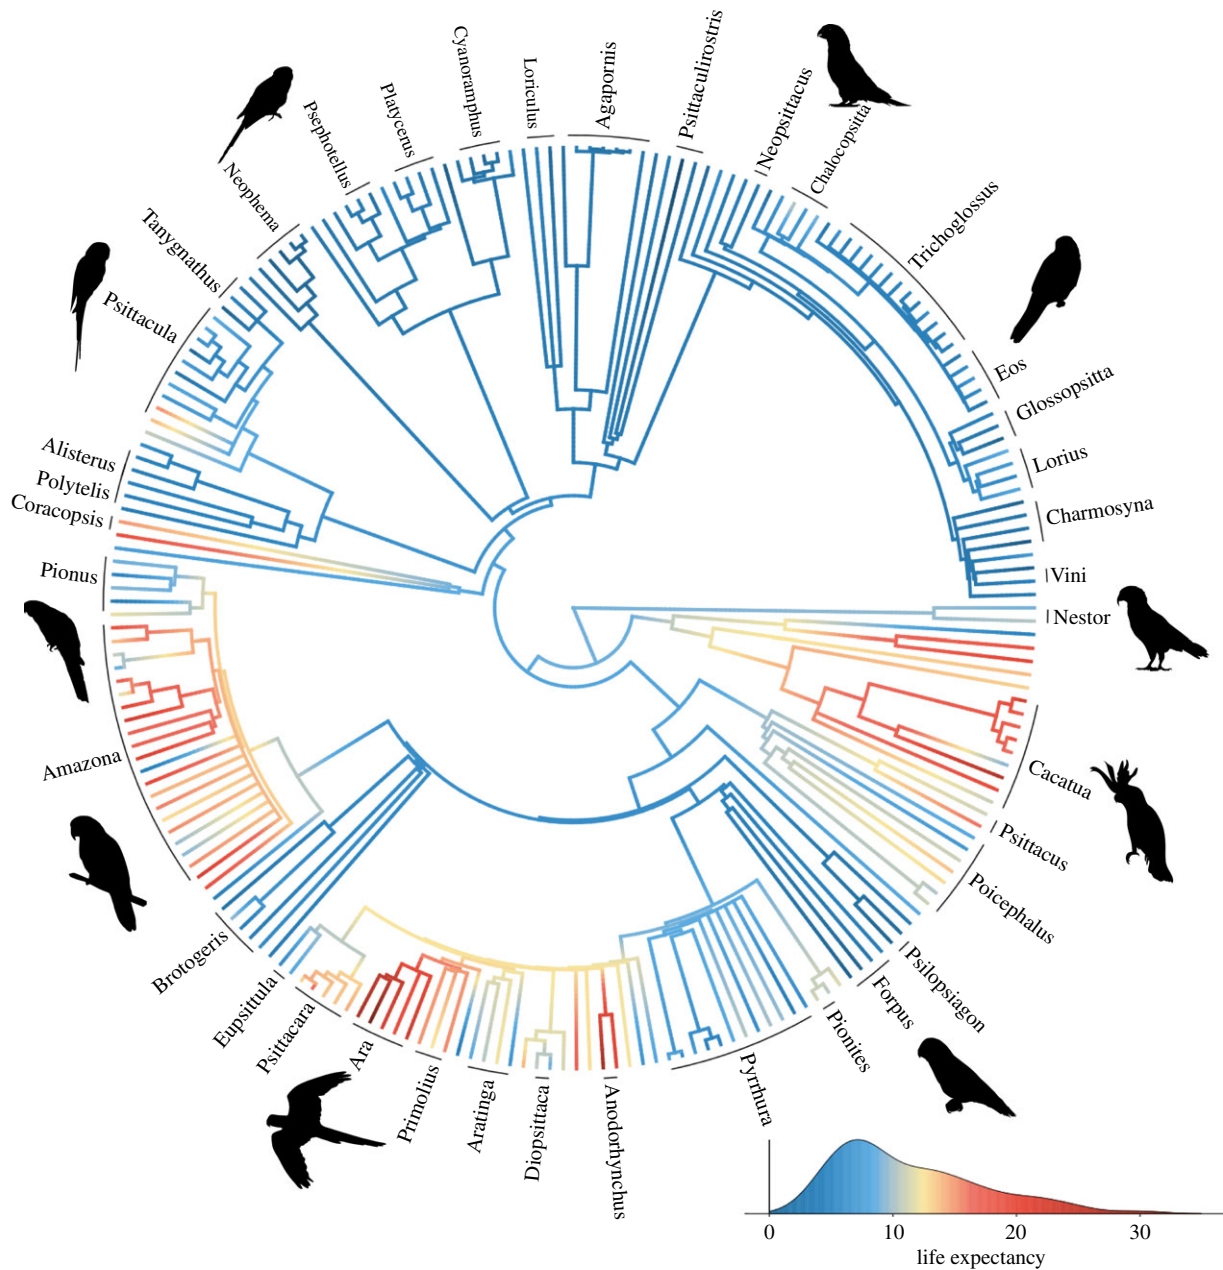 Cyanoramphus
Loriculus
Agapornis
Psittaculirostris
Neopsittacus
Chalocopsitta
Trichoglossus
Eos
Glossopsitta
Lorius
Charmosyna
Vini
Nestor
Cacatua
Psittacus
Poicephalus
Psilopsiagon
Forpus
Pionites
Pyrrhura
Anodorhynchus
Diopsittaca
Aratinga
Primolius
Ara
Psittacara
Eupsittula
Brotogeris
Amazona
Pionus
Coracopsis
Polytelis
Alisterus
Psittacula
Tanygnathus
Neophema
Psephotellus
Platycerus
0 10 20 30
life expectancy